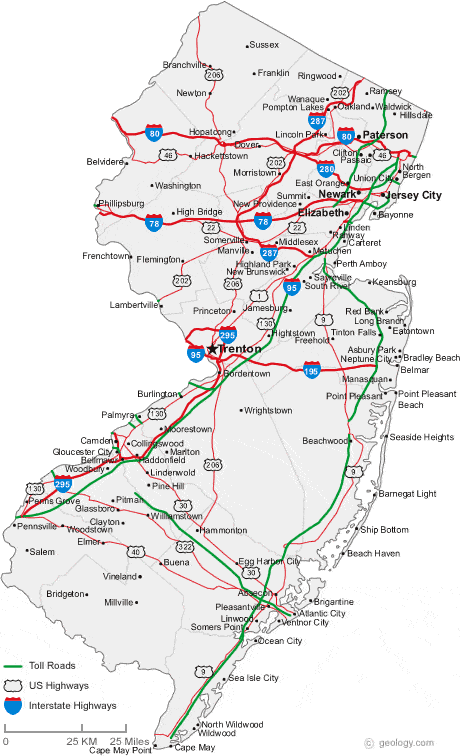 Sussex
Branchville
206
Franklin
Ringwood
Newton
Wanaque
202
Ramsey
Pompton Lakes
Oakland
Waldwick
287
Hillsdale
80
Hopatcong
Lincoln Park
80
Paterson
Dover
Clifton
46
Belvidere
46
Hackettstown
202
Passaic
280
North
Bergen
Morristown
Union City
East Orange
Washington
Summit
Newark
Jersey City
Phillipsburg
New Providence
High Bridge
78
Elizabeth
Bayonne
78
22
22
Linden
Rahway
Somerville
Middlesex
Carteret
Manville
287
Metuchen
Frenchtown
Flemington
Highland Park
Perth Amboy
New Brunswick
202
206
95
Sayreville
South River
Keansburg
1
Lambertville
Princeton
Jamesburg
9
Red Bank
Long Branch
130
Eatontown
295
Hightstown
Tinton Falls
Freehold
Trenton
95
Asbury Park
Neptune City
Bradley Beach
Belmar
195
Bordentown
Manasquan
Burlington
Point Pleasant
Point Pleasant
Beach
Palmyra
130
Wrightstown
Moorestown
Camden
Collingswood
Beachwood
Seaside Heights
Gloucester City
Marlton
Bellmawr
Haddonfield
Woodbury
206
9
Linderwold
295
130
Pine Hill
Penns Grove
Pitman
30
Barnegat Light
Glassboro
Williamstown
Pennsville
Clayton
Woodstown
Hammonton
Ship Bottom
Elmer
322
Salem
40
Beach Haven
Buena
Egg Harbor City
30
Vineland
Bridgeton
Absecon
Millville
Brigantine
Pleasantville
Atlantic City
Linwood
Ventnor City
Somers Point
Ocean City
Toll Roads
9
Sea Isle City
US Highways
Interstate Highways
North Wildwood
Wildwood
0
25 KM
25 Miles
Cape May Point
Cape May
© geology.com